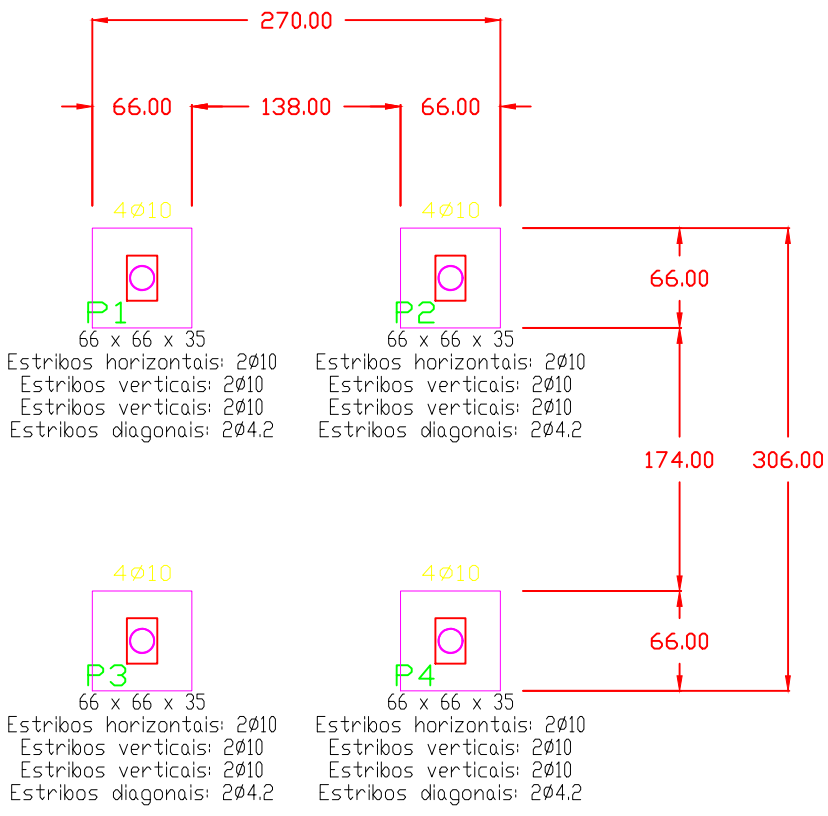 270.00
66.00 138.00 66.00
4Ø10 4Ø10
P1 P2
66.00
66 x 66 x 35 66 x 66 x 35
Estribos horizontais: 2Ø10 Estribos horizontais: 2Ø10
Estribos verticais: 2Ø10 Estribos verticais: 2Ø10
Estribos verticais: 2Ø10 Estribos verticais: 2Ø10
Estribos diagonais: 2Ø4.2 Estribos diagonais: 2Ø4.2
174.00 306.00
4Ø10 4Ø10
66.00
P3 P4
66 x 66 x 35 66 x 66 x 35
Estribos horizontais: 2Ø10 Estribos horizontais: 2Ø10
Estribos verticais: 2Ø10 Estribos verticais: 2Ø10
Estribos verticais: 2Ø10 Estribos verticais: 2Ø10
Estribos diagonais: 2Ø4.2 Estribos diagonais: 2Ø4.2